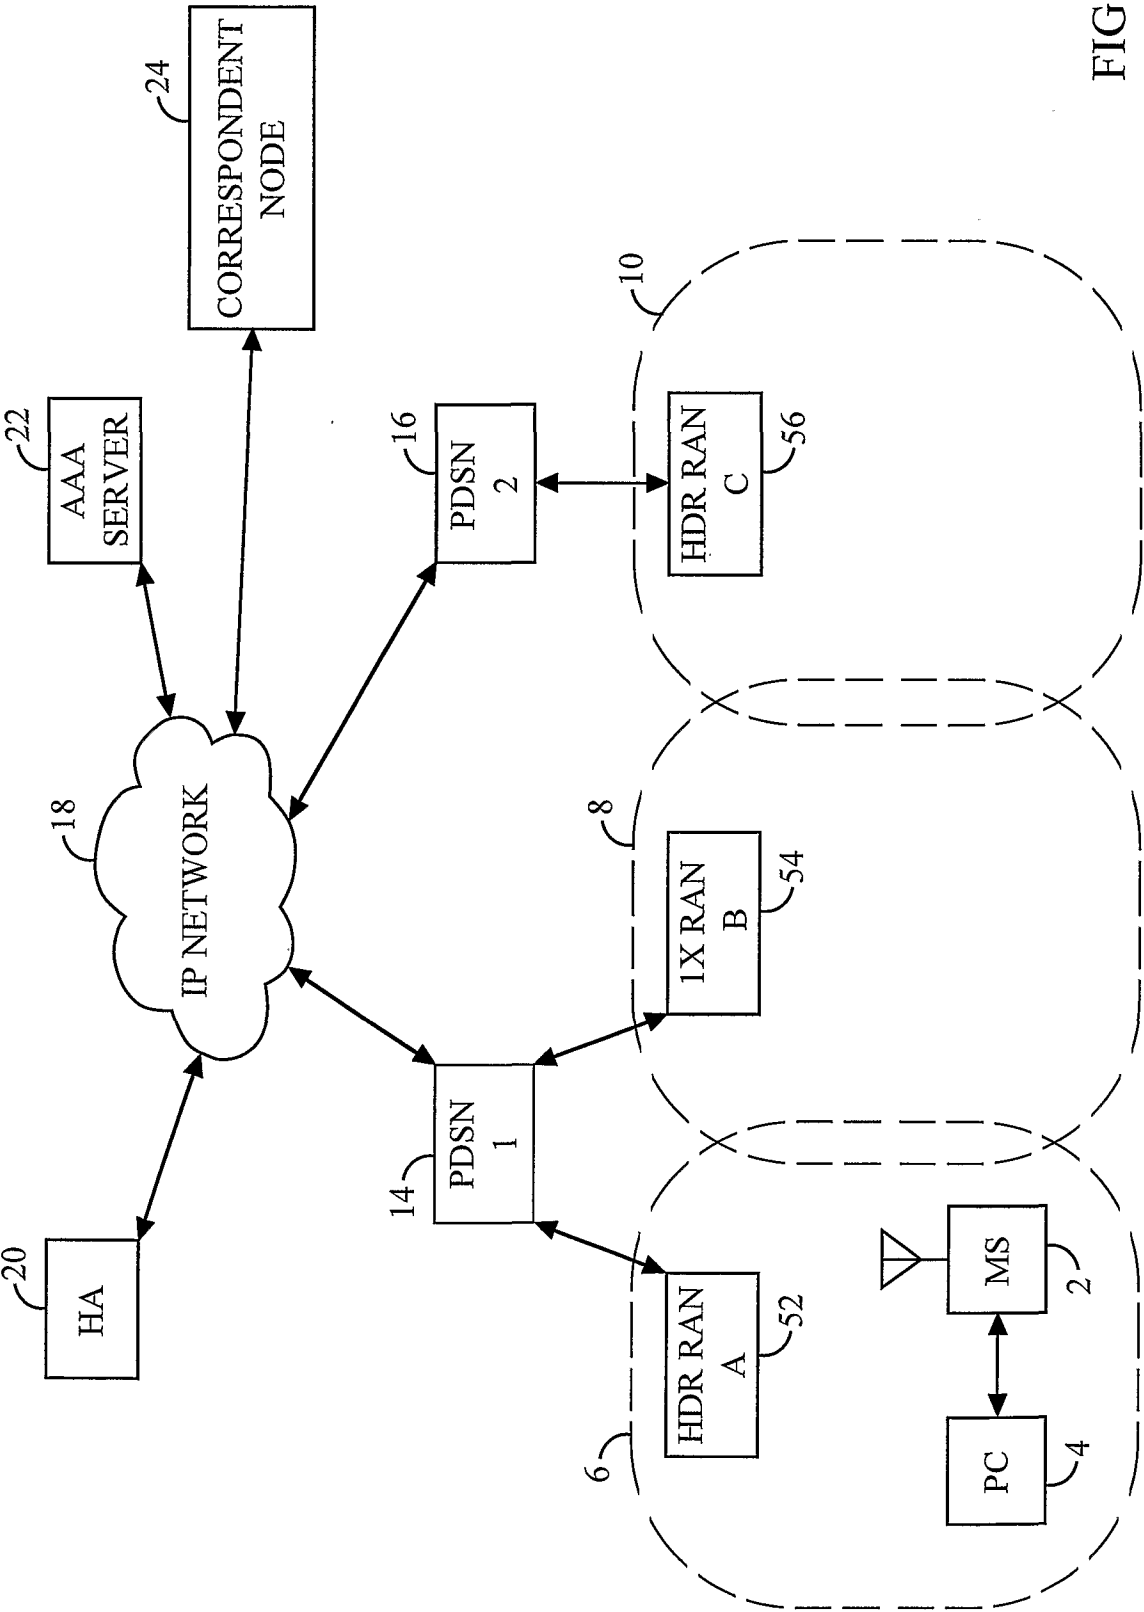 20
HA
18
IP NETWORK
22
AAA
SERVER
24
CORRESPONDENT
NODE
14
PDSN
1
16
PDSN
2
6
HDR RAN
A
52
8
1X RAN
B
54
10
HDR RAN
C
56
PC
4
MS
2
FIG